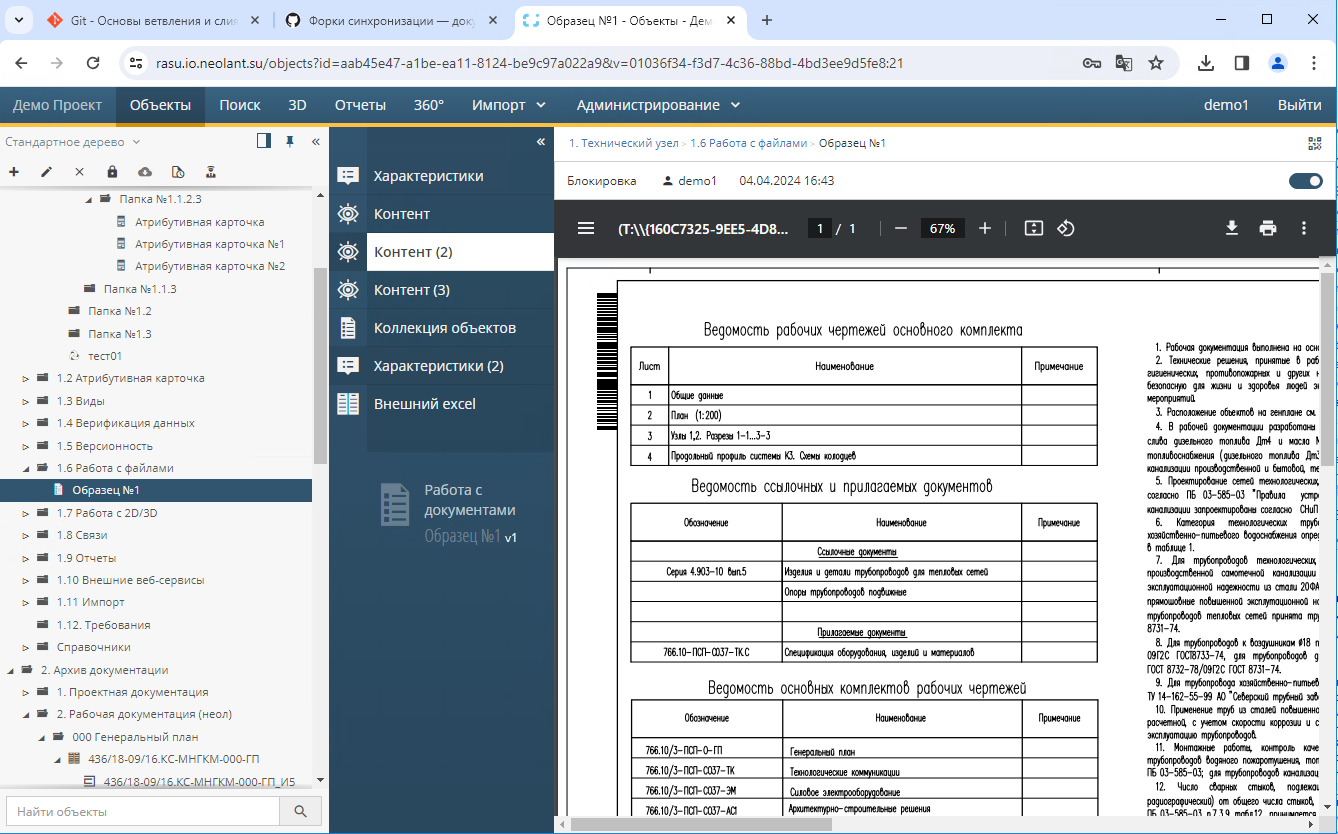 Git - Основы ветвления и слия
Форки синхронизации — док
Образец №1 - Объекты - Дем
rasu.io.neolant.su/objects?id=aab45e47-a1be-ea11-8124-be9c97a022a98&v=01036f34-f3d7-4c36-88bd-4bd3ee9d5fe8:21
Демо Проект
Объекты
Поиск
3D
Отчеты
360°
Импорт
Администрирование
demo1
Выйти
Стандартное дерево
Папка №1.1.2.3
Атрибутивная карточка
Атрибутивная карточка №1
Атрибутивная карточка №2
Папка №1.1.3
Папка №1.2
Папка №1.3
тест01
1.2 Атрибутивная карточка
1.3 Виды
1.4 Верификация данных
1.5 Версионность
1.6 Работа с файлами
Образец №1
1.7 Работа с 2D/3D
1.8 Связи
1.9 Отчеты
1.10 Внешние веб-сервисы
1.11 Импорт
1.12. Требования
Справочники
2. Архив документации
1. Проектная документация
2. Рабочая документация (неол)
000 Генеральный план
436/18-09/16.КС-МНГКМ-000-ГП
436/18-09/16.КС-МНГКМ-000-ГП_И5
Найти объекты
Характеристики
Контент
Контент (2)
Контент (3)
Коллекция объектов
Характеристики (2)
Внешний excel
Работа с
документами
Образец №1 v1
1. Технический узел > 1.6 Работа с файлами > Образец №1
Блокировка demo1 04.04.2024 16:43
(T:\\{160C7325-9EE5-4D8... 1 / 1 67%
Ведомость рабочих чертежей основного комплекта
Лист Наименование Примечание
1 Общие данные
2 План (1:200)
3 Узлы 1,2. Разрезы 1-1...3-3
4 Продольный профиль системы К3. Схемы колодцев
Ведомость ссылочных и прилагаемых документов
Обозначение Наименование Примечание
Ссылочные документы
Серия 4.903-10 вып.5 Изделия и детали трубопроводов для тепловых сетей
Опоры трубопроводов подвижные
Прилагаемые документы
766.10-ПСП-С037-ТК.С Спецификация оборудования, изделий и материалов
Ведомость основных комплектов рабочих чертежей
Обозначение Наименование Примечание
766.10/3-ПСП-0-ГП Генеральный план
766.10/3-ПСП-С037-ТК Технологические коммуникации
766.10/3-ПСП-С037-ЭМ Силовое электрооборудование
766.10/3-ПСП-С037-АС1 Архитектурно-строительные решения
1. Рабочая документация выполнена на осно
2. Технические решения, принятые в раб
гигиенических, противопожарных и других н
безопасную для жизни и здоровья людей э
мероприятий.
3. Расположение объектов на генплане см.
4. В рабочей документации разработаны
слива дизельного топлива Дт4 и масла М
топливоснабжения (дизельного топлива Дт3
канализации производственной и бытовой, те
5. Проектирование сетей технологических,
согласно ПБ 03-585-03 "Правила устр
канализации запроектированы согласно СНиП
6. Категория технологических трубо
хозяйственно-питьевого водоснабжения опре
в таблице 1.
7. Для трубопроводов технологических,
производственной самотечной канализации
эксплуатационной надежности из стали 20ФА
прямошовные повышенной эксплуатационной на
трубопроводов тепловых сетей принята тру
8731-74.
8. Для трубопроводов к воздушникам ø18 п
09Г2С ГОСТ8733-74, для трубопроводов д
ГОСТ 8732-78/09Г2С ГОСТ 8731-74.
9. Для трубопровода хозяйственно-питьев
ТУ 14-162-55-99 АО "Северский трубный заво
10. Применение труб из сталей повышенно
расчетной, с учетом скорости коррозии и с
эксплуатацию трубопроводов.
11. Монтажные работы, контроль каче
трубопроводов водяного пожаротушения, топ
ПБ 03-585-03; для трубопроводов канализац
12. Число сварных стыков, подлежа
радиографический) от общего числа стыков,
ПБ 03-585-03 п.7.3.9 табл.12 принимается